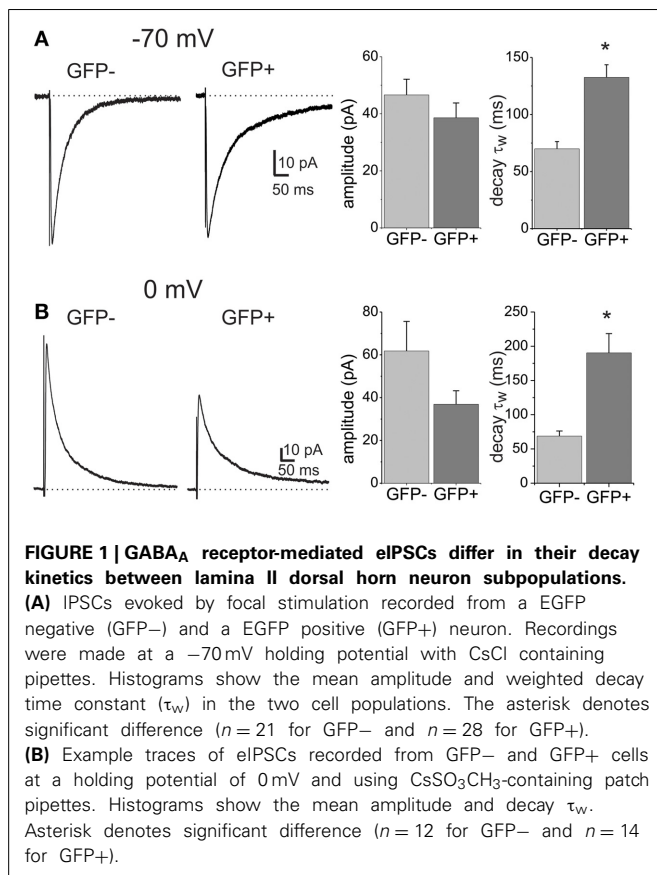 A
-70 mV
GFP-
GFP+
10 pA
50 ms
amplitude (pA)
60
40
20
0
GFP- GFP+
decay τw (ms)
150
100
50
0
*
GFP- GFP+
B
0 mV
GFP-
GFP+
10 pA
50 ms
amplitude (pA)
80
60
40
20
0
GFP- GFP+
decay τw (ms)
250
200
150
100
50
0
*
GFP- GFP+
FIGURE 1 | GABAA receptor-mediated eIPSCs differ in their decay
kinetics between lamina II dorsal horn neuron subpopulations.
(A) IPSCs evoked by focal stimulation recorded from a EGFP
negative (GFP−) and a EGFP positive (GFP+) neuron. Recordings
were made at a −70 mV holding potential with CsCl containing
pipettes. Histograms show the mean amplitude and weighted decay
time constant (τw) in the two cell populations. The asterisk denotes
significant difference (n = 21 for GFP− and n = 28 for GFP+).
(B) Example traces of eIPSCs recorded from GFP− and GFP+ cells
at a holding potential of 0 mV and using CsSO3CH3-containing patch
pipettes. Histograms show the mean amplitude and decay τw.
Asterisk denotes significant difference (n = 12 for GFP− and n = 14
for GFP+).